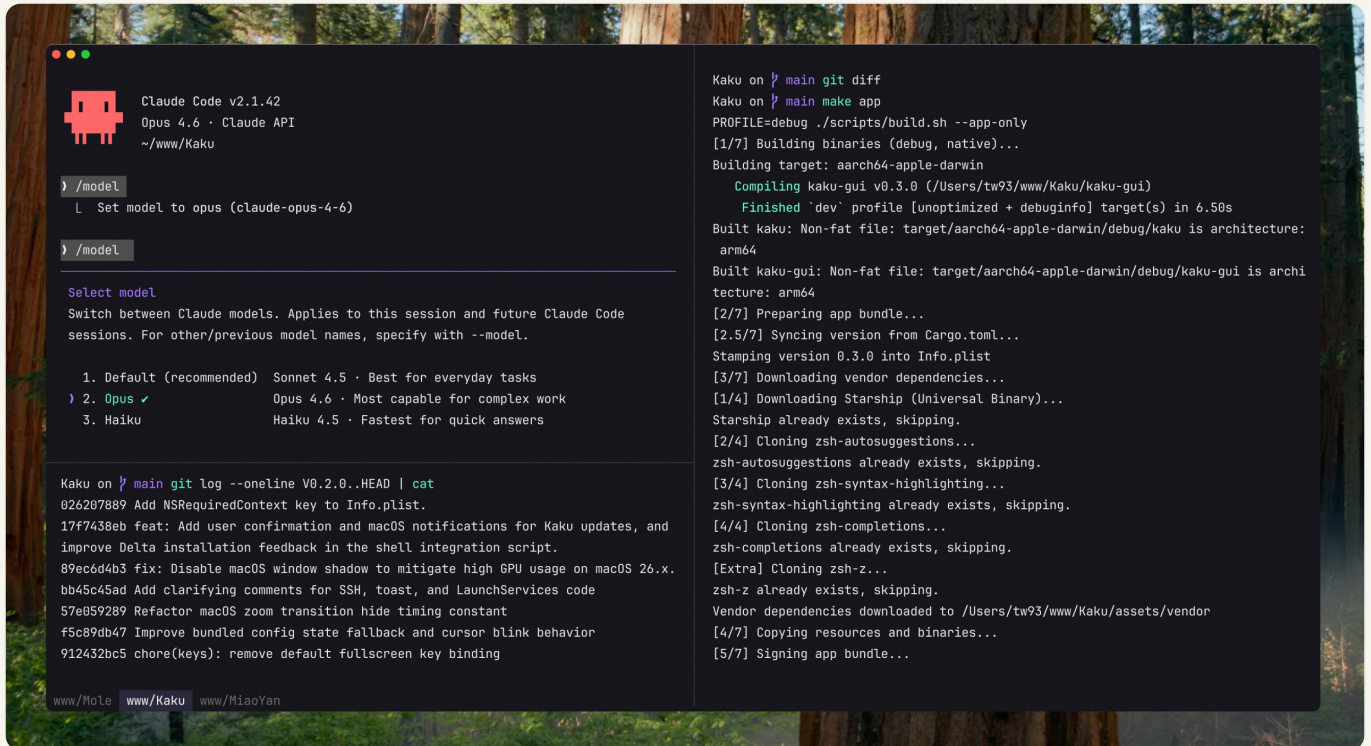 Claude Code v2.1.42
Opus 4.6 · Claude API
~/www/Kaku
❯ /model
└ Set model to opus (claude-opus-4-6)
❯ /model
Select model
Switch between Claude models. Applies to this session and future Claude Code
sessions. For other/previous model names, specify with --model.
1. Default (recommended) Sonnet 4.5 · Best for everyday tasks
❯ 2. Opus ✔ Opus 4.6 · Most capable for complex work
3. Haiku Haiku 4.5 · Fastest for quick answers
Kaku on main git log --oneline V0.2.0..HEAD | cat
026207889 Add NSRequiredContext key to Info.plist.
17f7438eb feat: Add user confirmation and macOS notifications for Kaku updates, and
improve Delta installation feedback in the shell integration script.
89ec6d4b3 fix: Disable macOS window shadow to mitigate high GPU usage on macOS 26.x.
bb45c45ad Add clarifying comments for SSH, toast, and LaunchServices code
57e059289 Refactor macOS zoom transition hide timing constant
f5c89db47 Improve bundled config state fallback and cursor blink behavior
912432bc5 chore(keys): remove default fullscreen key binding
www/Mole www/Kaku www/MiaoYan
Kaku on main git diff
Kaku on main make app
PROFILE=debug ./scripts/build.sh --app-only
[1/7] Building binaries (debug, native)...
Building target: aarch64-apple-darwin
Compiling kaku-gui v0.3.0 (/Users/tw93/www/Kaku/kaku-gui)
Finished `dev` profile [unoptimized + debuginfo] target(s) in 6.50s
Built kaku: Non-fat file: target/aarch64-apple-darwin/debug/kaku is architecture:
arm64
Built kaku-gui: Non-fat file: target/aarch64-apple-darwin/debug/kaku-gui is archi
tecture: arm64
[2/7] Preparing app bundle...
[2.5/7] Syncing version from Cargo.toml...
Stamping version 0.3.0 into Info.plist
[3/7] Downloading vendor dependencies...
[1/4] Downloading Starship (Universal Binary)...
Starship already exists, skipping.
[2/4] Cloning zsh-autosuggestions...
zsh-autosuggestions already exists, skipping.
[3/4] Cloning zsh-syntax-highlighting...
zsh-syntax-highlighting already exists, skipping.
[4/4] Cloning zsh-completions...
zsh-completions already exists, skipping.
[Extra] Cloning zsh-z...
zsh-z already exists, skipping.
Vendor dependencies downloaded to /Users/tw93/www/Kaku/assets/vendor
[4/7] Copying resources and binaries...
[5/7] Signing app bundle...